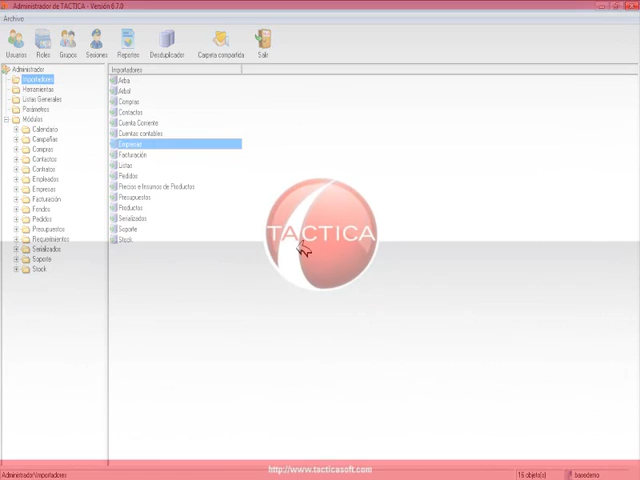 Administrador de TACTICA - Versión 6.7.0
Archivo
Usuarios Roles Grupos Sesiones Reportes Deduplicador Carpeta compartida Salir
Administrador
Importadores
Herramientas
Listas Generales
Parámetros
Módulos
Calendario
Campañas
Compras
Contactos
Contratos
Empleados
Empresas
Facturación
Fondos
Pedidos
Presupuestos
Requerimientos
Serializados
Soporte
Stock
Importadores
Arba
Árbol
Compras
Contactos
Cuenta Corriente
Cuentas contables
Empresas
Facturación
Listas
Pedidos
Precios e Insumos de Productos
Presupuestos
Productos
Serializados
Soporte
Stock
TACTICA
http://www.tacticasoft.com
Administrador\Importadores
16 objeto(s)
basedemo